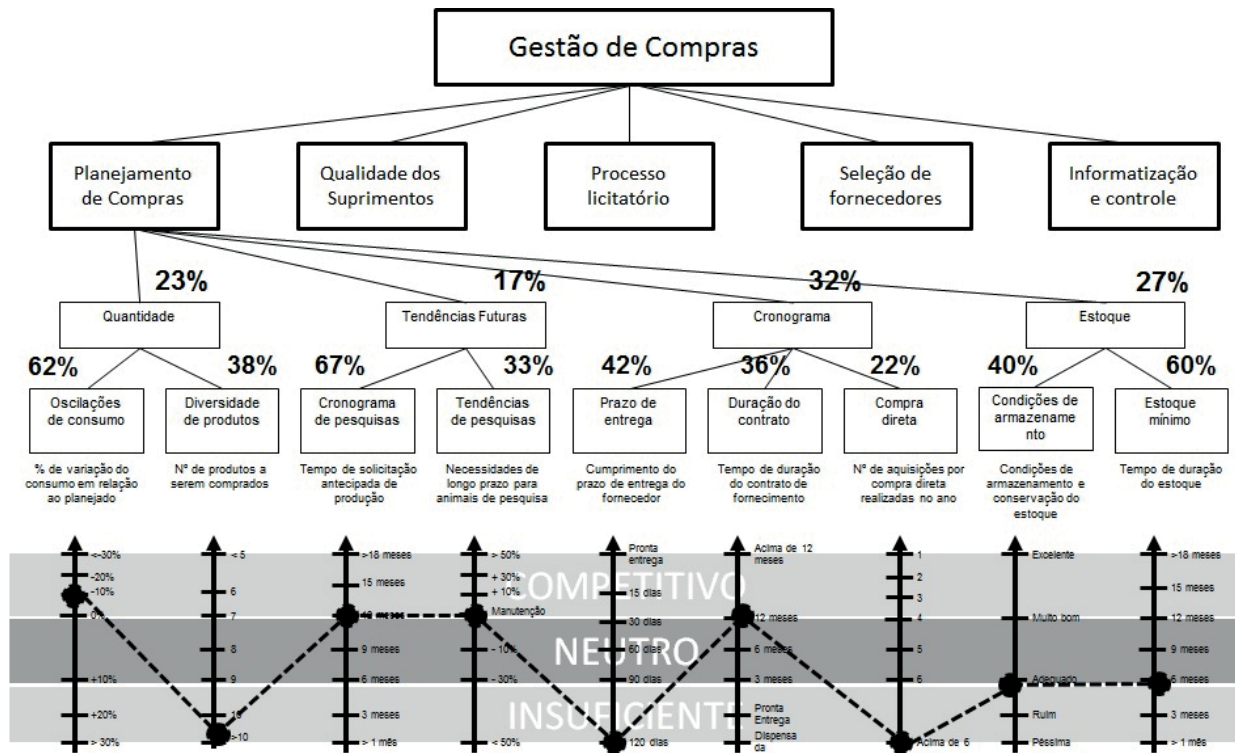 Gestão de Compras
Planejamento
de Compras
Qualidade dos
Suprimentos
Processo
licitatório
Seleção de
fornecedores
Informatização
e controle
23%
17%
32%
27%
Quantidade
Tendências Futuras
Cronograma
Estoque
62%
38%
67%
33%
42%
36%
22%
40%
60%
Oscilações
de consumo
Diversidade
de produtos
Cronograma
de pesquisas
Tendências
de pesquisas
Prazo de
entrega
Duração do
contrato
Compra
direta
Condições de
armazename
nto
Estoque
mínimo
% de variação do
consumo em relação
ao planejado
Nº de produtos a
serem comprados
Tempo de solicitação
antecipada de
produção
Necessidades de
longo prazo para
animais de pesquisa
Cumprimento do
prazo de entrega do
fornecedor
Tempo de duração
do contrato de
fornecimento
Nº de aquisições por
compra direta
realizadas no ano
Condições de
armazenamento e
conservação do
estoque
Tempo de duração
do estoque
COMPETITIVO
NEUTRO
INSUFICIENTE
<-30%
-20%
-10%
0%
+10%
+20%
> 30%
< 5
6
7
8
9
10
>10
>18 meses
15 meses
12 meses
9 meses
6 meses
3 meses
> 1 mês
> 50%
+ 30%
+ 10%
Manutenção
- 10%
- 30%
< 50%
Pronta
entrega
15 dias
30 dias
60 dias
90 dias
120 dias
Acima de 12
meses
12 meses
6 meses
3 meses
Pronta
Entrega
Dispensa
da
1
2
3
4
5
6
Acima de 6
Excelente
Muito bom
Adequado
Ruim
Péssima
>18 meses
15 meses
12 meses
9 meses
6 meses
3 meses
> 1 mês